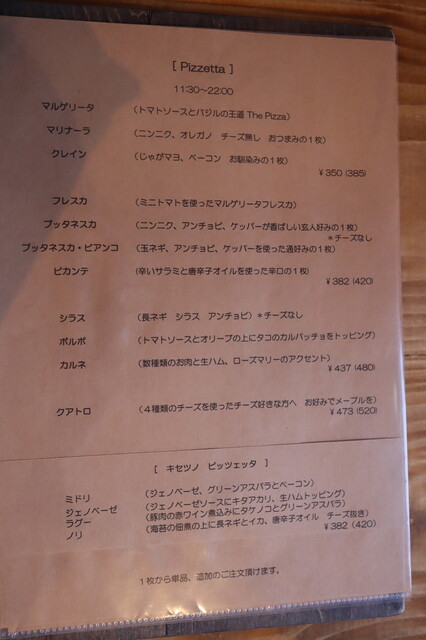 [ Pizzetta ]
11:30～22:00
マルゲリータ （トマトソースとバジルの王道 The Pizza）
マリナーラ （ニンニク、オレガノ チーズ無し おつまみの１枚）
クレイン （じゃがマヨ、ベーコン お馴染みの１枚）
¥ 350 (385)
フレスカ （ミニトマトを使ったマルゲリータフレスカ）
プッタネスカ （ニンニク、アンチョビ、ケッパーが香ばしい玄人好みの１枚）
＊チーズなし
プッタネスカ・ビアンコ （玉ネギ、アンチョビ、ケッパーを使った通好みの１枚）
ピカンテ （辛いサラミと唐辛子オイルを使った辛口の１枚）
¥ 382 (420)
シラス （長ネギ シラス アンチョビ）＊チーズなし
ポルポ （トマトソースとオリーブの上にタコのカルパッチョをトッピング）
カルネ （数種類のお肉と生ハム、ローズマリーのアクセント）
¥ 437 (480)
クアトロ （４種類のチーズを使ったチーズ好きな方へ お好みでメープルを）
¥ 473 (520)
[ キセツノ ピッツェッタ ]
ミドリ （ジェノベーゼ、グリーンアスパラとベーコン）
ジェノベーゼ （ジェノベーゼソースにキタアカリ、生ハムトッピング）
ラグー （豚肉の赤ワイン煮込みにタケノコとグリーンアスパラ）
ノリ （海苔の佃煮の上に長ネギとイカ、唐辛子オイル チーズ抜き）
¥ 382 (420)
１枚から単品、追加のご注文頂けます。